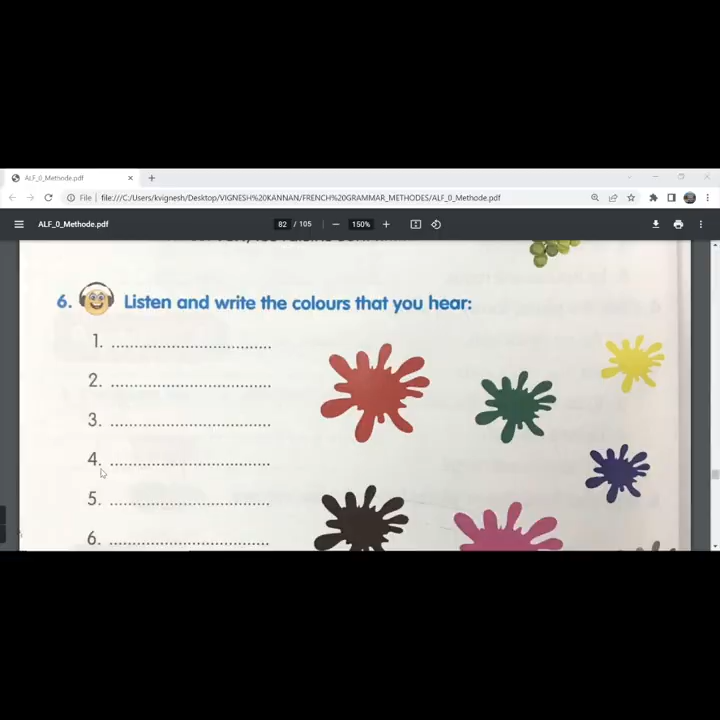 ALF_0_Methode.pdf
File
file:///C:/Users/kvignesh/Desktop/VIGNESH%20KANNAN/FRENCH%20GRAMMAR_METHODES/ALF_0_Methode.pdf
ALF_0_Methode.pdf
82 / 105
150%
6. Listen and write the colours that you hear:
1. ....................................
2. ....................................
3. ....................................
4. ....................................
5. ....................................
6. ....................................